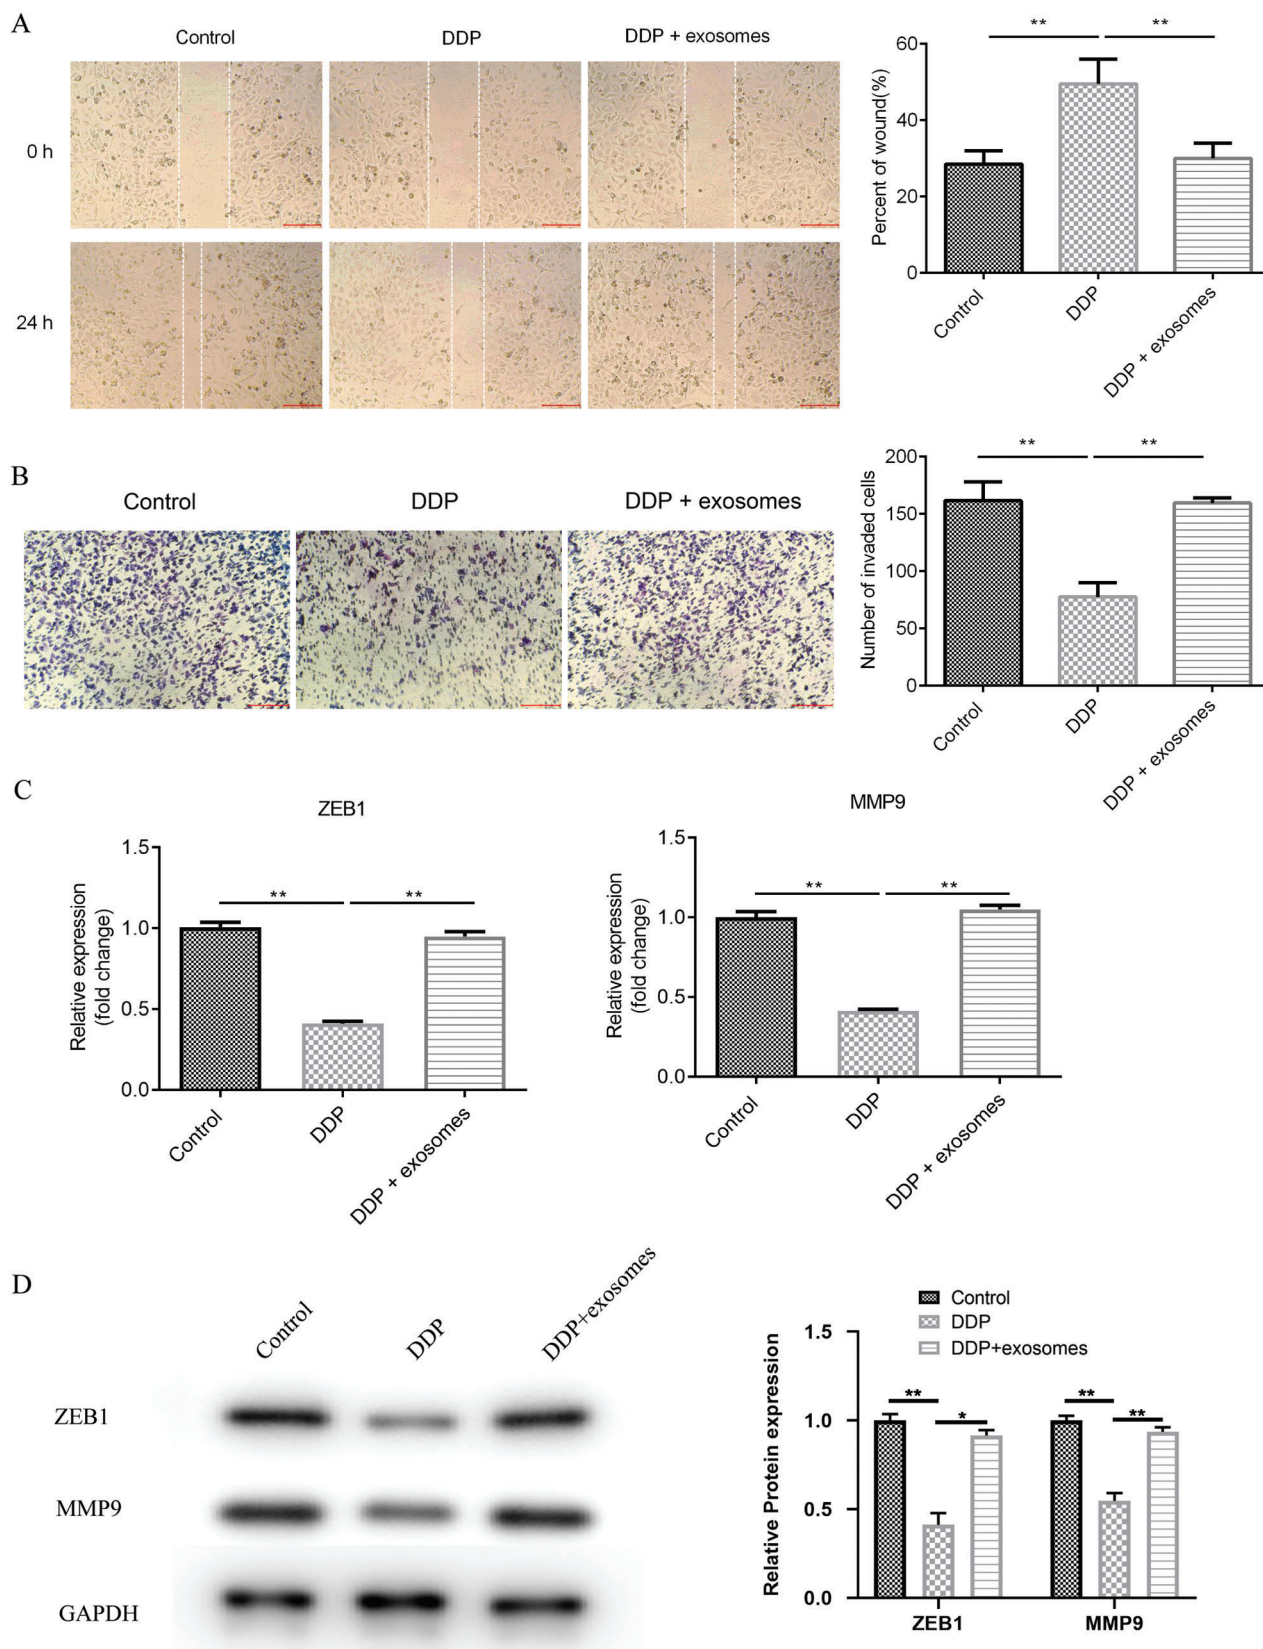 A
Control
DDP
DDP + exosomes
0 h
24 h
Percent of wound(%)
60
40
20
0
**
**
Control
DDP
DDP + exosomes
B
Control
DDP
DDP + exosomes
Number of invaded cells
200
150
100
50
0
**
**
Control
DDP
DDP + exosomes
C
ZEB1
Relative expression
(fold change)
1.5
1.0
0.5
0.0
**
**
Control
DDP
DDP + exosomes
MMP9
Relative expression
(fold change)
1.5
1.0
0.5
0.0
**
**
Control
DDP
DDP + exosomes
D
Control
DDP
DDP+exosomes
ZEB1
MMP9
GAPDH
Control
DDP
DDP+exosomes
Relative Protein expression
1.5
1.0
0.5
0.0
**
*
**
**
ZEB1
MMP9